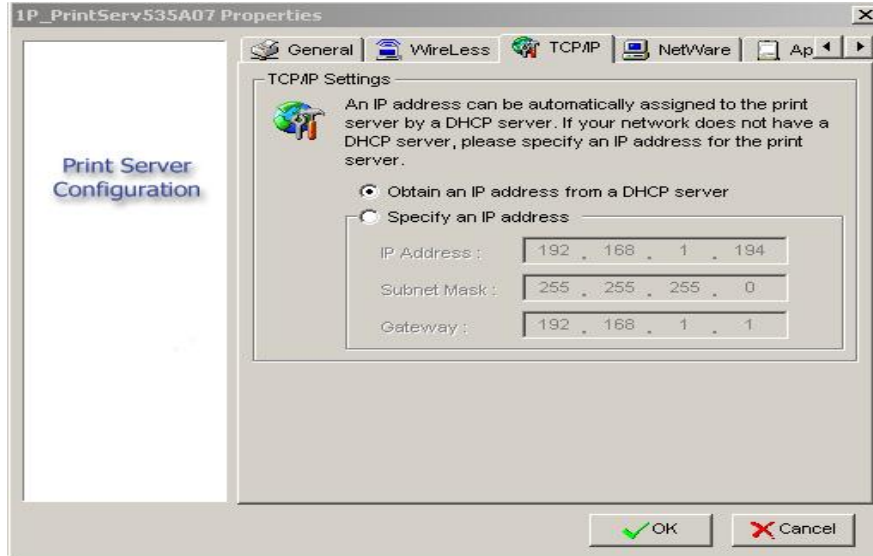 1P_PrintServ535A07 Properties
General WireLess TCP/IP NetWare Ap
TCP/IP Settings
An IP address can be automatically assigned to the print
server by a DHCP server. If your network does not have a
DHCP server, please specify an IP address for the print
server.
Print Server
Configuration
Obtain an IP address from a DHCP server
Specify an IP address
IP Address : 192 . 168 . 1 . 194
Subnet Mask : 255 . 255 . 255 . 0
Gateway : 192 . 168 . 1 . 1
OK Cancel